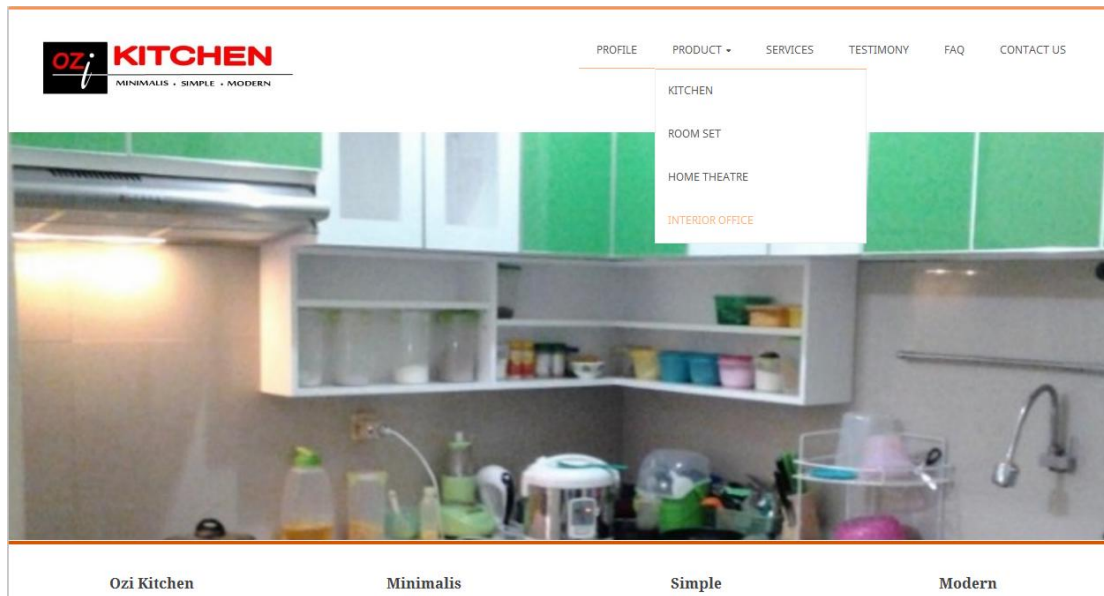 OZi KITCHEN
MINIMALIS • SIMPLE • MODERN
PROFILE PRODUCT SERVICES TESTIMONY FAQ CONTACT US
KITCHEN
ROOM SET
HOME THEATRE
INTERIOR OFFICE
Ozi Kitchen Minimalis Simple Modern